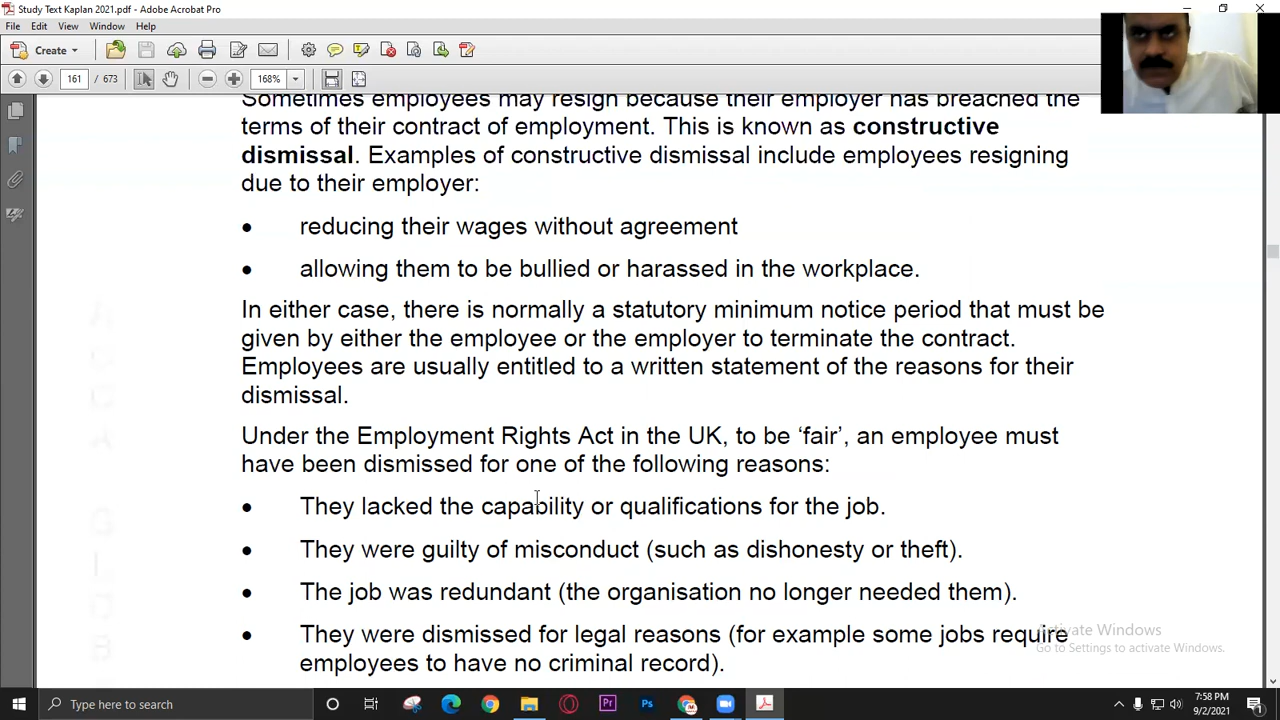 Study Text Kaplan 2021.pdf - Adobe Acrobat Pro
File Edit View Window Help
Create
161 / 673 168%
Sometimes employees may resign because their employer has breached the
terms of their contract of employment. This is known as constructive
dismissal. Examples of constructive dismissal include employees resigning
due to their employer:
• reducing their wages without agreement
• allowing them to be bullied or harassed in the workplace.
In either case, there is normally a statutory minimum notice period that must be
given by either the employee or the employer to terminate the contract.
Employees are usually entitled to a written statement of the reasons for their
dismissal.
Under the Employment Rights Act in the UK, to be ‘fair’, an employee must
have been dismissed for one of the following reasons:
• They lacked the capability or qualifications for the job.
• They were guilty of misconduct (such as dishonesty or theft).
• The job was redundant (the organisation no longer needed them).
• They were dismissed for legal reasons (for example some jobs require
employees to have no criminal record).
Activate Windows
Go to Settings to activate Windows.
Type here to search
Pr
Ps
7:58 PM
9/2/2021